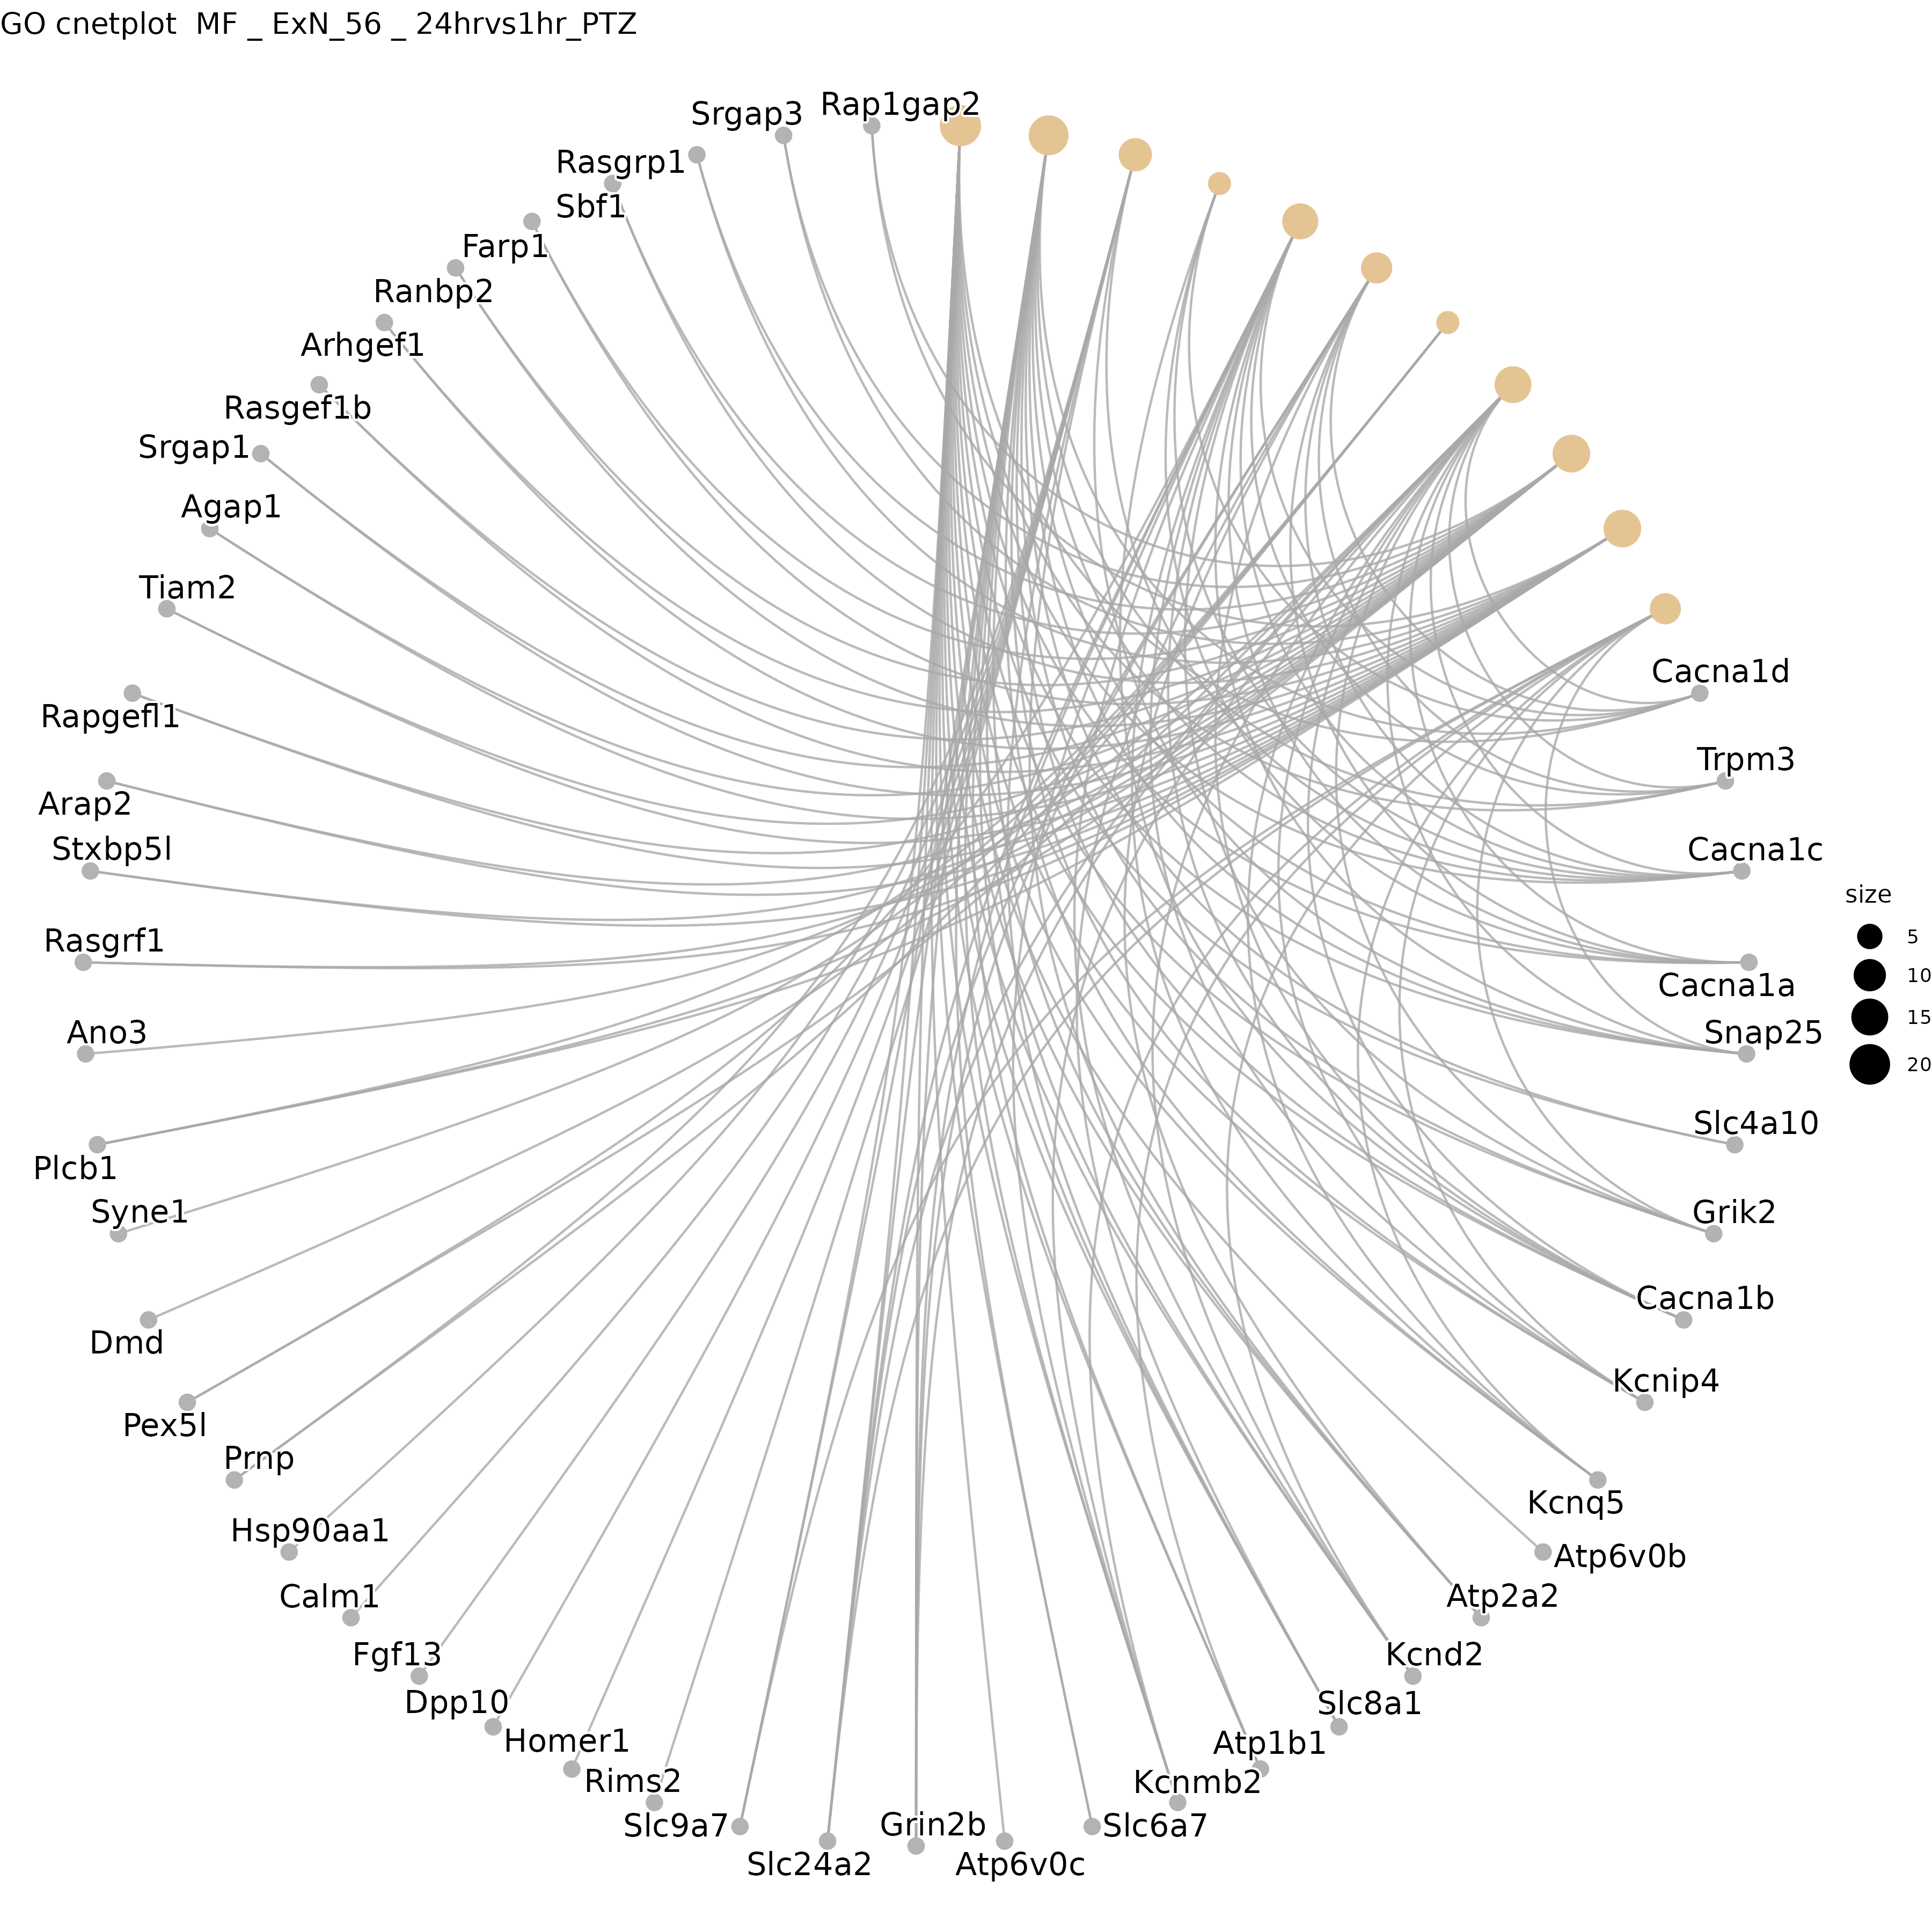 GO cnetplot  MF _ ExN_56 _ 24hrvs1hr_PTZ
Srgap3
Rap1gap2
Rasgrp1
Sbf1
Farp1
Ranbp2
Arhgef1
Rasgef1b
Srgap1
Agap1
Tiam2
Rapgefl1
Arap2
Stxbp5l
Rasgrf1
Ano3
Plcb1
Syne1
Dmd
Pex5l
Prnp
Hsp90aa1
Calm1
Fgf13
Dpp10
Homer1
Rims2
Slc9a7
Slc24a2
Grin2b
Atp6v0c
Slc6a7
Kcnmb2
Atp1b1
Slc8a1
Kcnd2
Atp2a2
Atp6v0b
Kcnq5
Kcnip4
Cacna1b
Grik2
Slc4a10
Snap25
Cacna1a
Cacna1c
Trpm3
Cacna1d
size
5
10
15
20